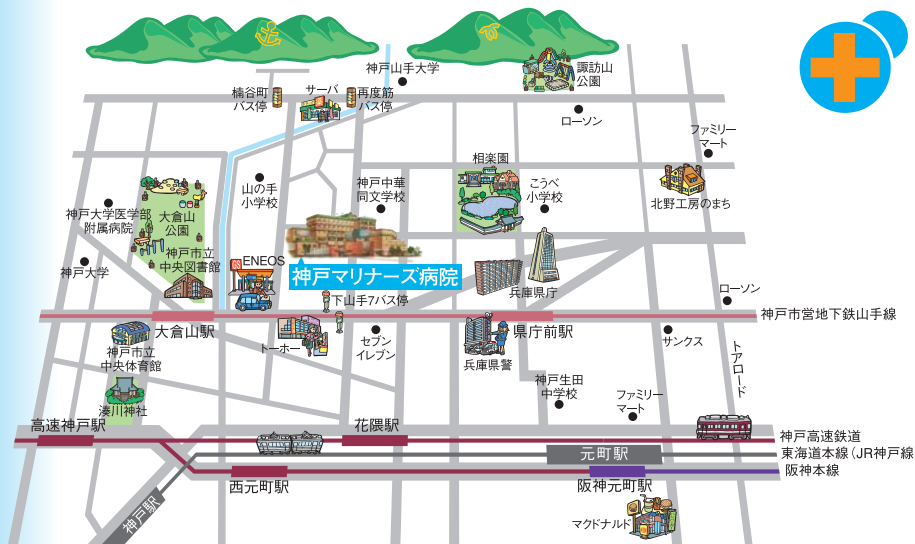 神戸山手大学
諏訪山
公園
楠谷町
バス停
サーバ
再度筋
バス停
ローソン
ファミリー
マート
相楽園
山の手
小学校
神戸中華
同文学校
こうべ
小学校
北野工房のまち
神戸大学医学部
附属病院
大倉山
公園
神戸市立
中央図書館
神戸大学
ENEOS
神戸マリナーズ病院
兵庫県庁
下山手7バス停
ローソン
神戸市営地下鉄山手線
大倉山駅
県庁前駅
トーホー
セブン
イレブン
サンクス
兵庫県警
トアロード
神戸市立
中央体育館
神戸生田
中学校
ファミリー
マート
湊川神社
高速神戸駅
花隈駅
神戸高速鉄道
元町駅
東海道本線(JR神戸線
阪神本線
西元町駅
阪神元町駅
神戸駅
マクドナルド